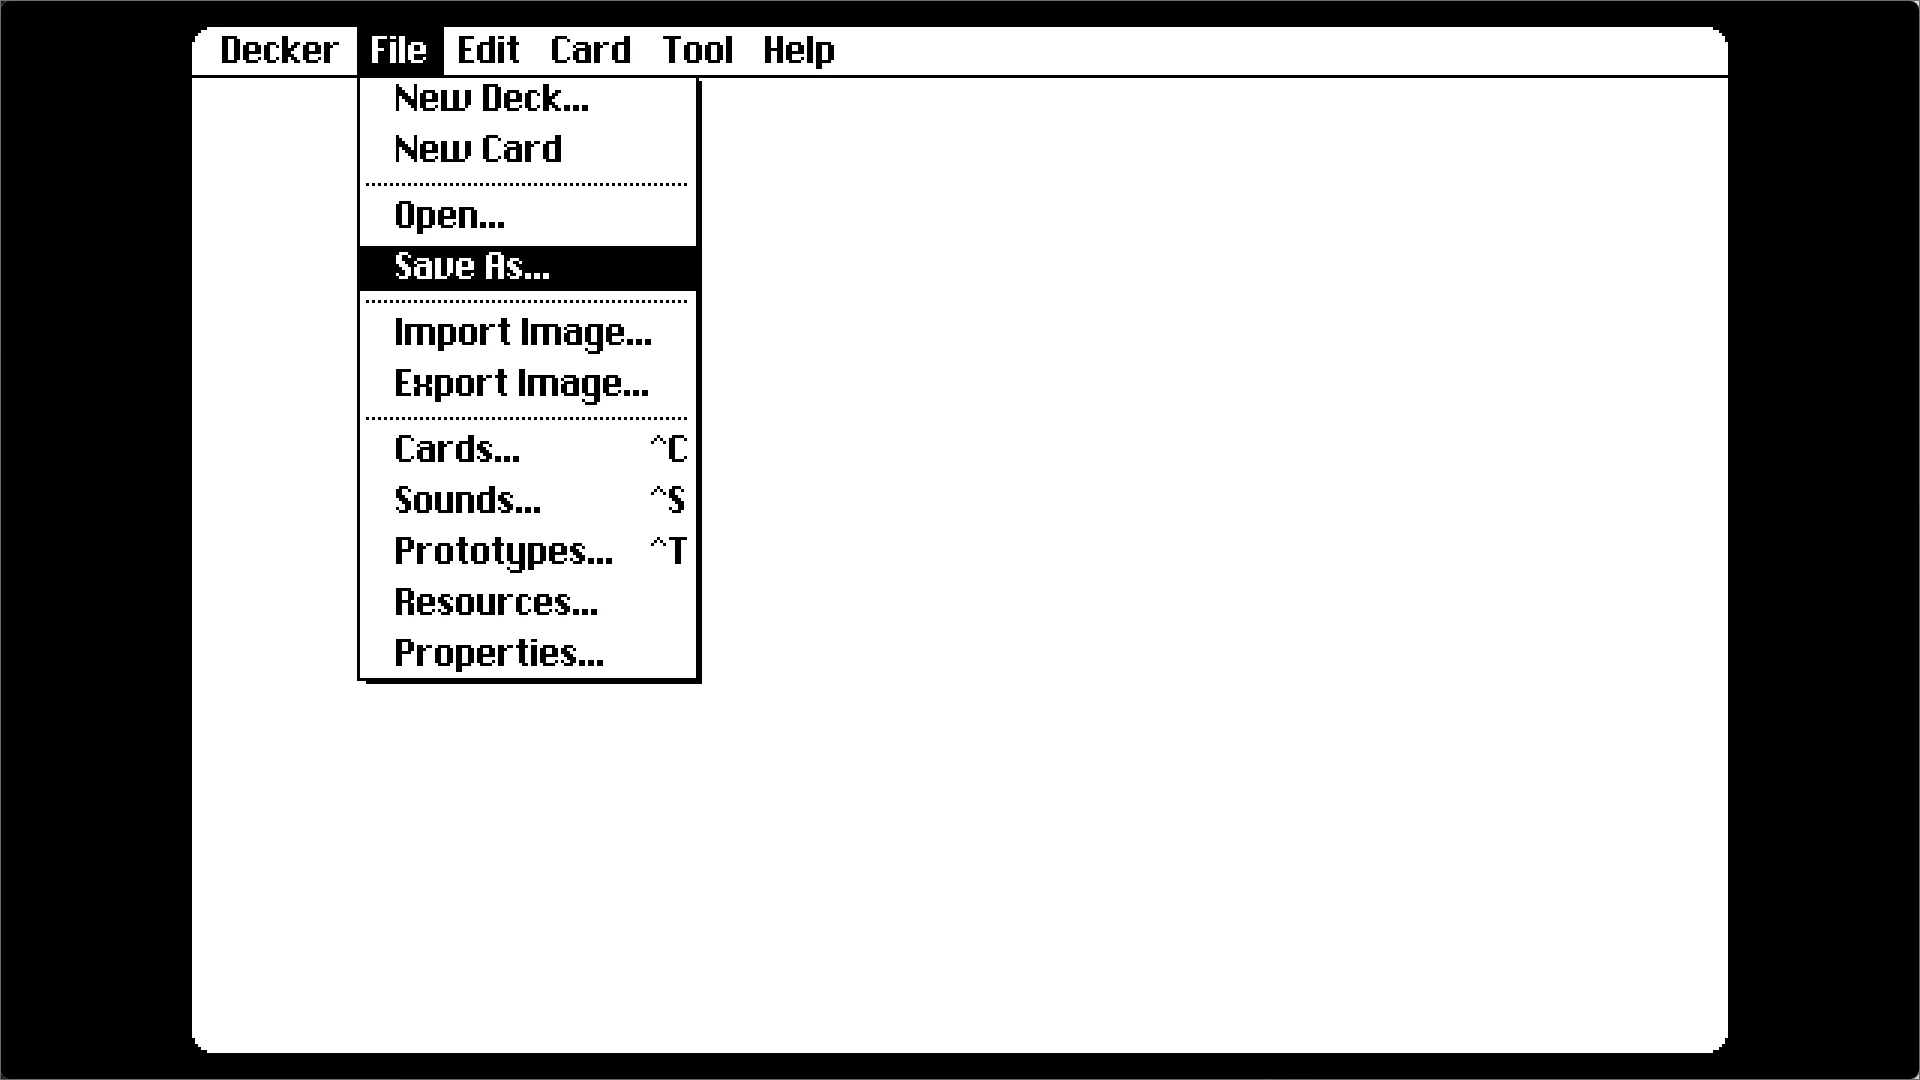 Decker File Edit Card Tool Help
New Deck...
New Card
Open...
Save As...
Import Image...
Export Image...
Cards... ^C
Sounds... ^S
Prototypes... ^T
Resources...
Properties...